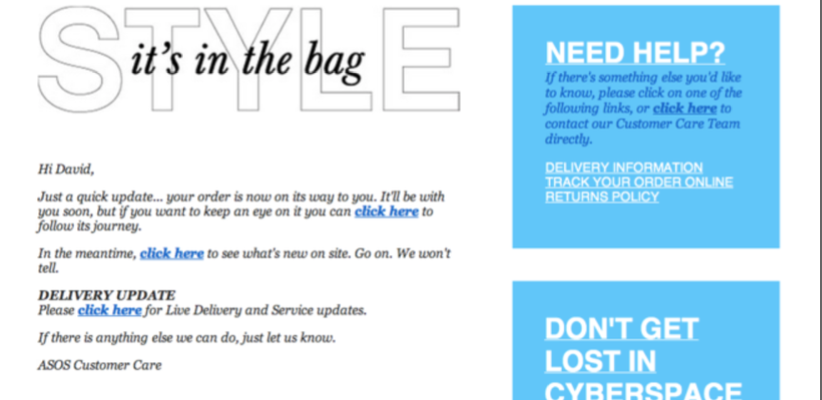 STYLE
it's in the bag
Hi David,
Just a quick update... your order is now on its way to you. It'll be with
you soon, but if you want to keep an eye on it you can click here to
follow its journey.
In the meantime, click here to see what's new on site. Go on. We won't
tell.
DELIVERY UPDATE
Please click here for Live Delivery and Service updates.
If there is anything else we can do, just let us know.
ASOS Customer Care
NEED HELP?
If there's something else you'd like
to know, please click on one of the
following links, or click here to
contact our Customer Care Team
directly.
DELIVERY INFORMATION
TRACK YOUR ORDER ONLINE
RETURNS POLICY
DON'T GET
LOST IN
CYBERSPACE